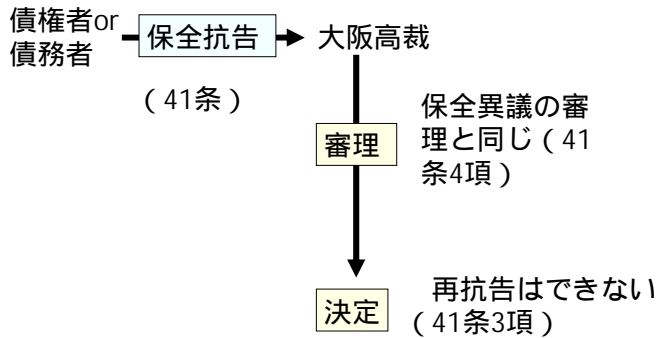 債権者or
債務者
保全抗告
大阪高裁
（41条）
審理
保全異議の審
理と同じ（41
条4項）
決定
再抗告はできない
（41条3項）